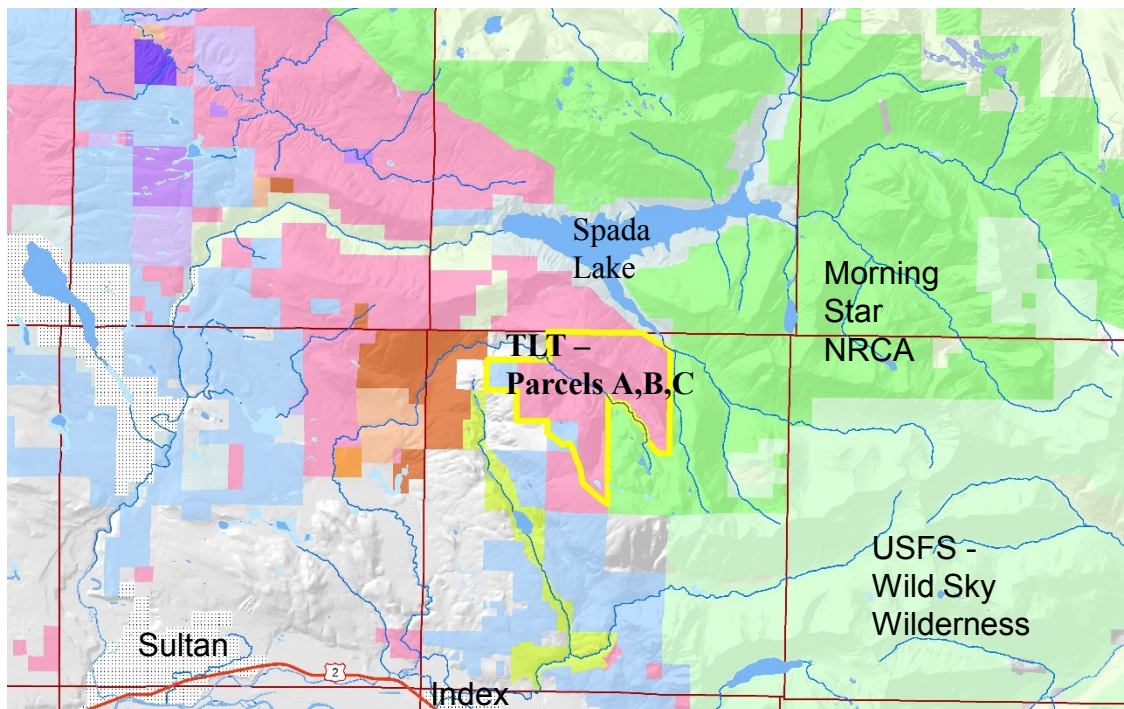 Spada
Lake
Morning
Star
NRCA
TLT –
Parcels A,B,C
USFS -
Wild Sky
Wilderness
Sultan
2
Index